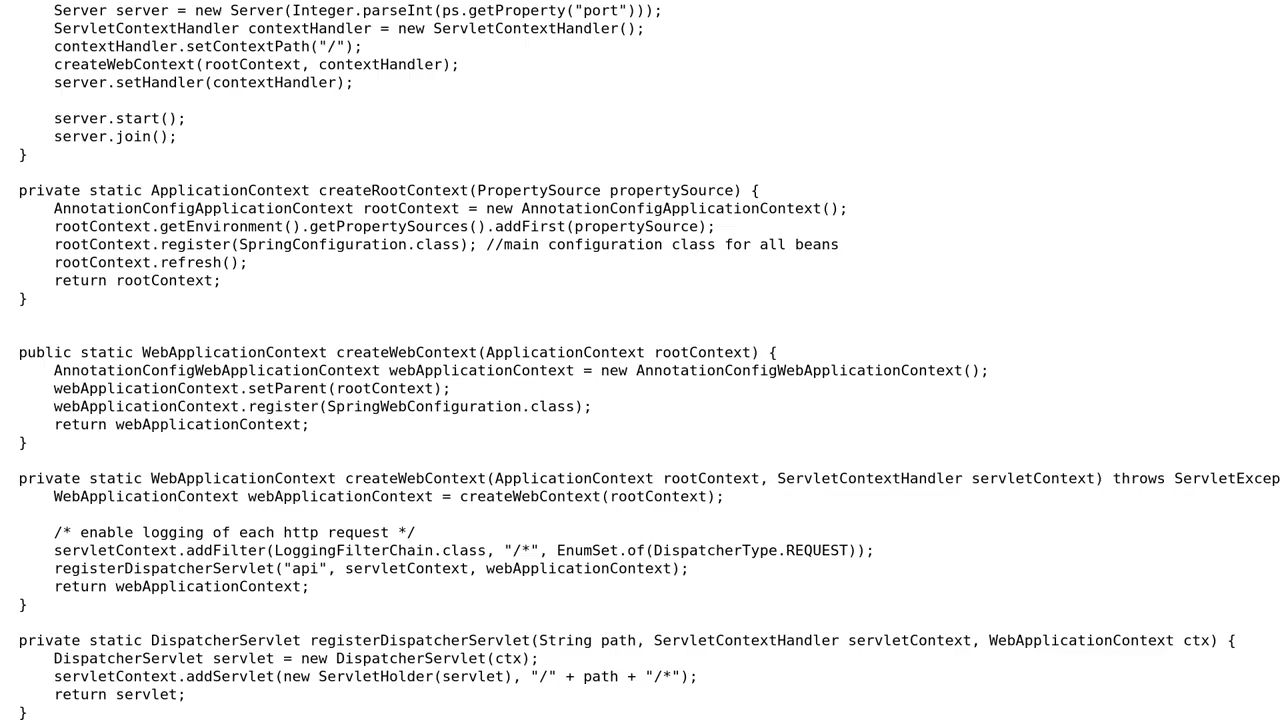 Server server = new Server(Integer.parseInt(ps.getProperty("port")));
ServletContextHandler contextHandler = new ServletContextHandler();
contextHandler.setContextPath("/");
createWebContext(rootContext, contextHandler);
server.setHandler(contextHandler);
server.start();
server.join();
}
private static ApplicationContext createRootContext(PropertySource propertySource) {
AnnotationConfigApplicationContext rootContext = new AnnotationConfigApplicationContext();
rootContext.getEnvironment().getPropertySources().addFirst(propertySource);
rootContext.register(SpringConfiguration.class); //main configuration class for all beans
rootContext.refresh();
return rootContext;
}
public static WebApplicationContext createWebContext(ApplicationContext rootContext) {
AnnotationConfigWebApplicationContext webApplicationContext = new AnnotationConfigWebApplicationContext();
webApplicationContext.setParent(rootContext);
webApplicationContext.register(SpringWebConfiguration.class);
return webApplicationContext;
}
private static WebApplicationContext createWebContext(ApplicationContext rootContext, ServletContextHandler servletContext) throws ServletExcep
WebApplicationContext webApplicationContext = createWebContext(rootContext);
/* enable logging of each http request */
servletContext.addFilter(LoggingFilterChain.class, "/*", EnumSet.of(DispatcherType.REQUEST));
registerDispatcherServlet("api", servletContext, webApplicationContext);
return webApplicationContext;
}
private static DispatcherServlet registerDispatcherServlet(String path, ServletContextHandler servletContext, WebApplicationContext ctx) {
DispatcherServlet servlet = new DispatcherServlet(ctx);
servletContext.addServlet(new ServletHolder(servlet), "/" + path + "/*");
return servlet;
}